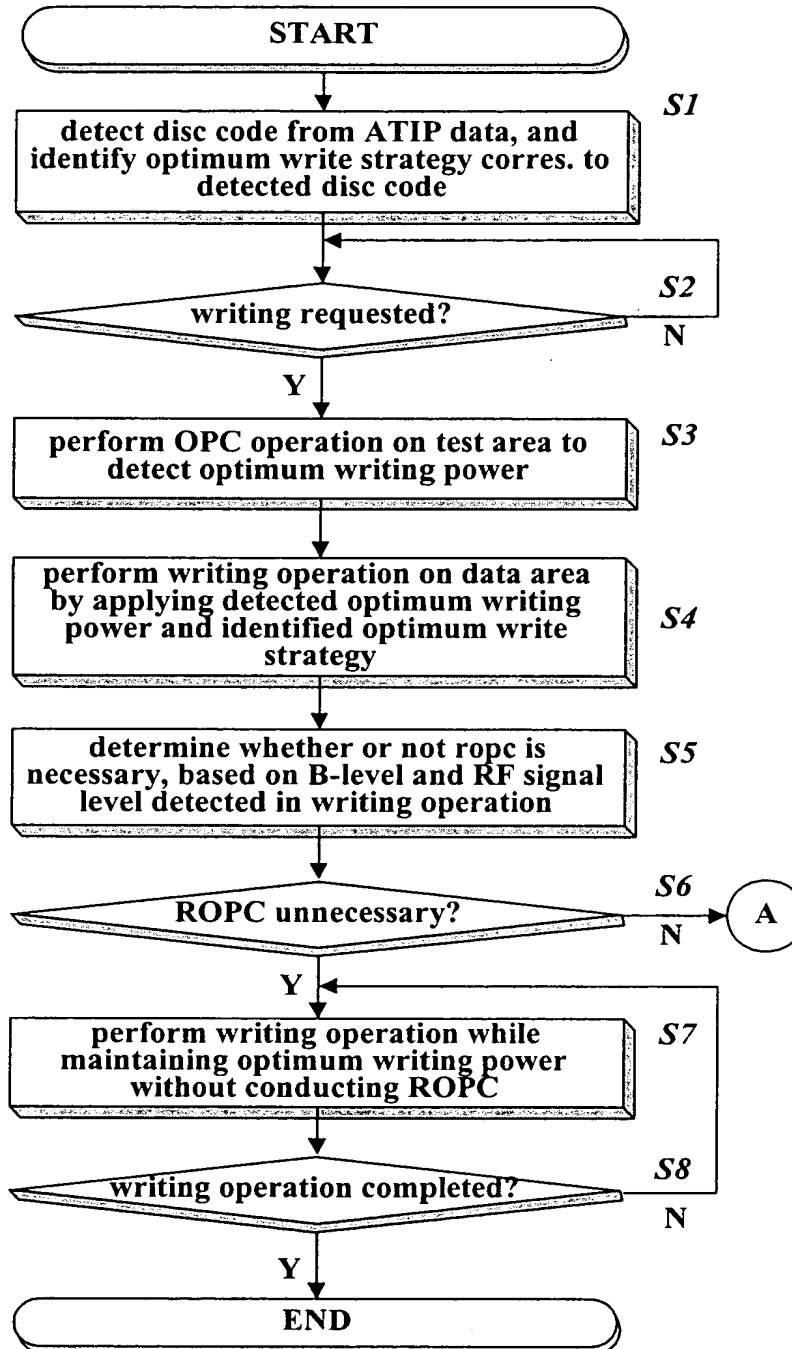 START
S1
detect disc code from ATIP data, and
identify optimum write strategy corres. to
detected disc code
S2
writing requested?
N
Y
S3
perform OPC operation on test area to
detect optimum writing power
perform writing operation on data area
by applying detected optimum writing
power and identified optimum write
strategy
S4
determine whether or not ropc is
necessary, based on B-level and RF signal
level detected in writing operation
S5
S6
ROPC unnecessary?
A
N
Y
perform writing operation while
maintaining optimum writing power
without conducting ROPC
S7
S8
writing operation completed?
N
Y
END